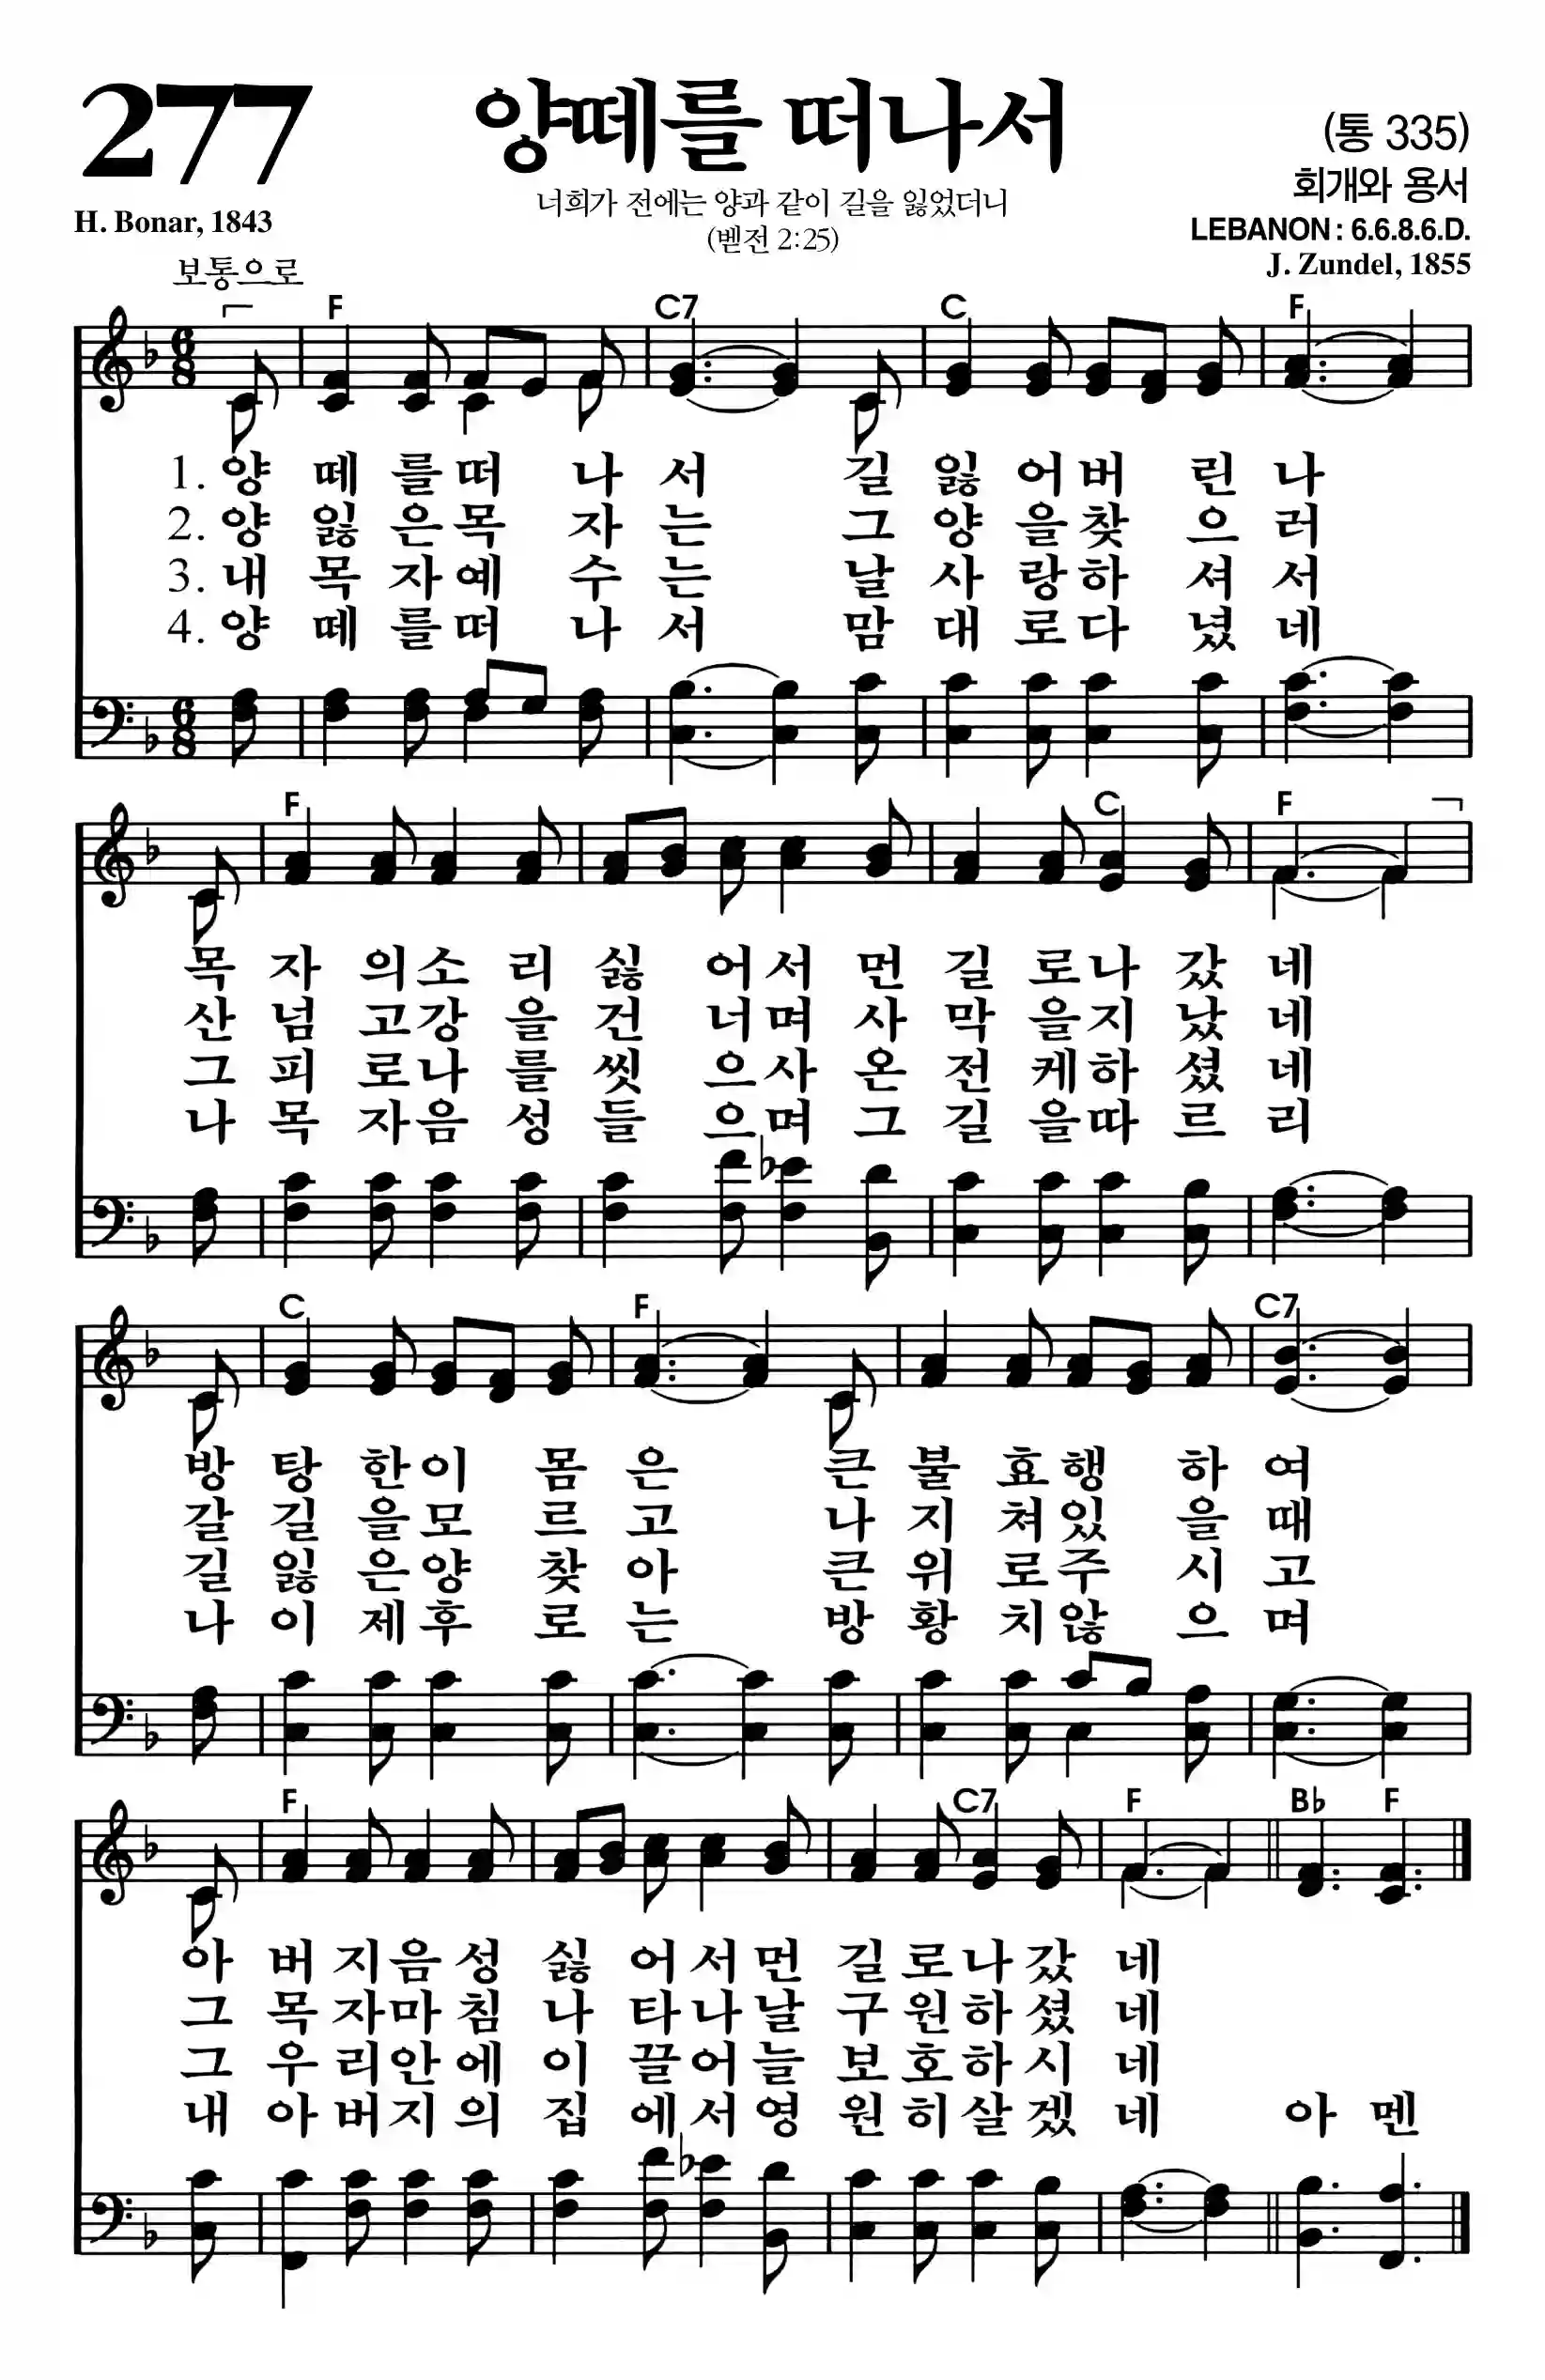 277
양떼를 떠나서
(통 335)
회개와 용서
너희가 전에는 양과 같이 길을 잃었더니
(벧전 2:25)
H. Bonar, 1843
LEBANON : 6.6.8.6.D.
J. Zundel, 1855
보통으로
F C7 C F
1. 양 떼 를 떠 나 서 길 잃 어 버 린 나
2. 양 잃 은 목 자 는 그 양 을 찾 으 러
3. 내 목 자 예 수 는 날 사 랑 하 셔 서
4. 양 떼 를 떠 나 서 맘 대 로 다 녔 네
F C F
목 자 의 소 리 싫 어 서 먼 길 로 나 갔 네
산 넘 고 강 을 건 너 며 사 막 을 지 났 네
그 피 로 나 를 씻 으 사 온 전 케 하 셨 네
나 목 자 음 성 들 으 며 그 길 을 따 르 리
C F C7
방 탕 한 이 몸 은 큰 불 효 행 하 여
갈 길 을 모 르 고 나 지 쳐 있 을 때
길 잃 은 양 찾 아 큰 위 로 주 시 고
나 이 제 후 로 는 방 황 치 않 으 며
F C7 F B♭ F
아 버 지 음 성 싫 어 서 먼 길 로 나 갔 네
그 목 자 마 침 나 타 나 날 구 원 하 셨 네
그 우 리 안 에 이 끌 어 늘 보 호 하 시 네
내 아 버 지 의 집 에 서 영 원 히 살 겠 네 아 멘